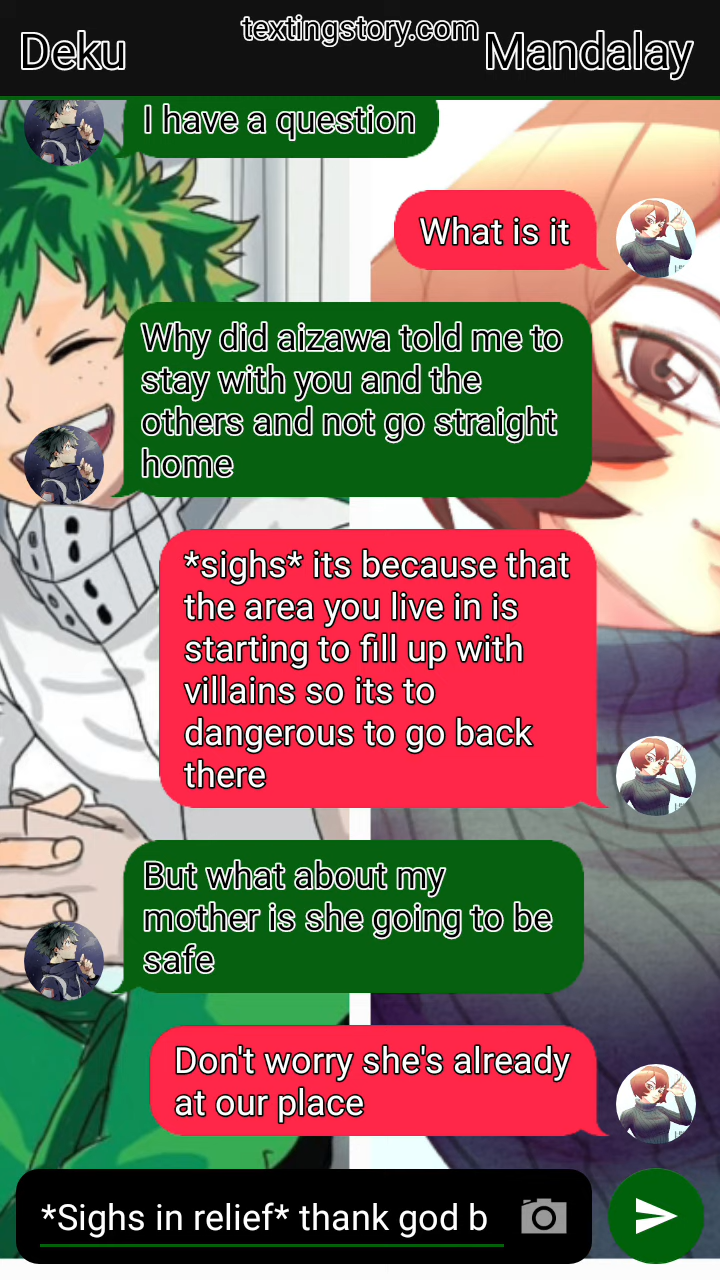 textingstory.com
Deku
Mandalay
I have a question
What is it
Why did aizawa told me to
stay with you and the
others and not go straight
home
*sighs* its because that
the area you live in is
starting to fill up with
villains so its to
dangerous to go back
there
But what about my
mother is she going to be
safe
Don't worry she's already
at our place
*Sighs in relief* thank god b